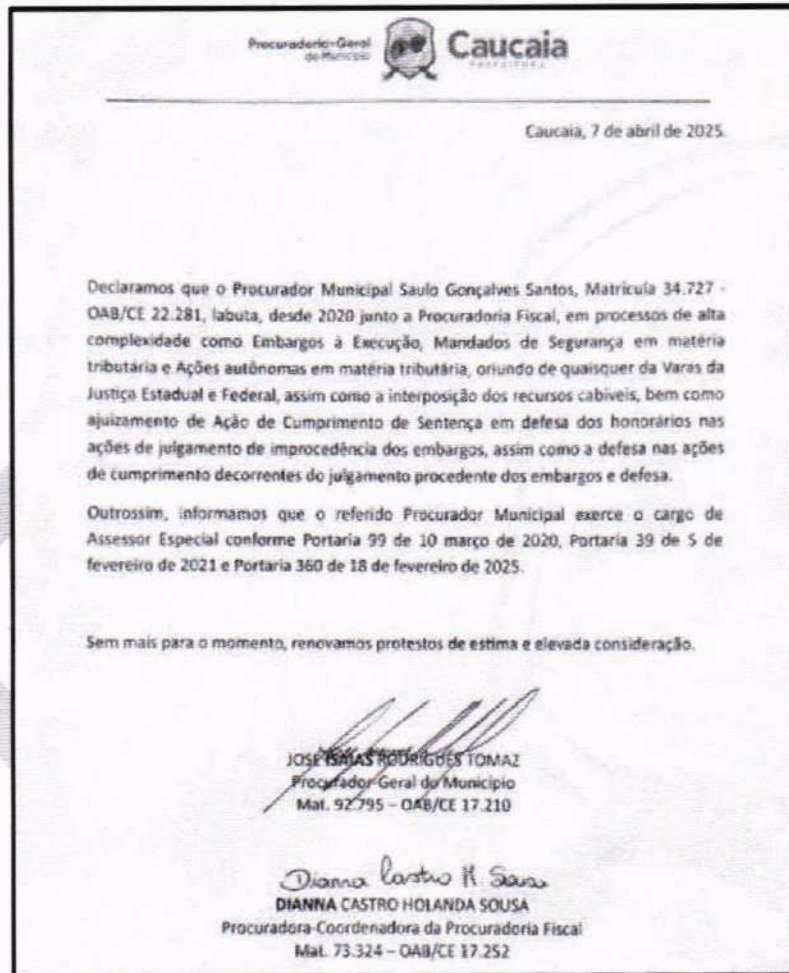 Procuradoria-Geral
do Município
Caucaia
PREFEITURA
Caucaia, 7 de abril de 2025.
Declaramos que o Procurador Municipal Saulo Gonçalves Santos, Matrícula 34.727 -
OAB/CE 22.281, labuta, desde 2020 junto a Procuradoria Fiscal, em processos de alta
complexidade como Embargos à Execução, Mandados de Segurança em matéria
tributária e Ações autônomas em matéria tributária, oriundo de quaisquer da Varas da
Justiça Estadual e Federal, assim como a interposição dos recursos cabíveis, bem como
ajuizamento de Ação de Cumprimento de Sentença em defesa dos honorários nas
ações de julgamento de improcedência dos embargos, assim como a defesa nas ações
de cumprimento decorrentes do julgamento procedente dos embargos e defesa.
Outrossim, informamos que o referido Procurador Municipal exerce o cargo de
Assessor Especial conforme Portaria 99 de 10 março de 2020, Portaria 39 de 5 de
fevereiro de 2021 e Portaria 360 de 18 de fevereiro de 2025.
Sem mais para o momento, renovamos protestos de estima e elevada consideração.
JOSÉ ISAIAS RODRIGUES TOMAZ
Procurador-Geral do Município
Mat. 92.795 – OAB/CE 17.210
Dianna Castro H. Sousa
DIANNA CASTRO HOLANDA SOUSA
Procuradora-Coordenadora da Procuradoria Fiscal
Mat. 73.324 – OAB/CE 17.252